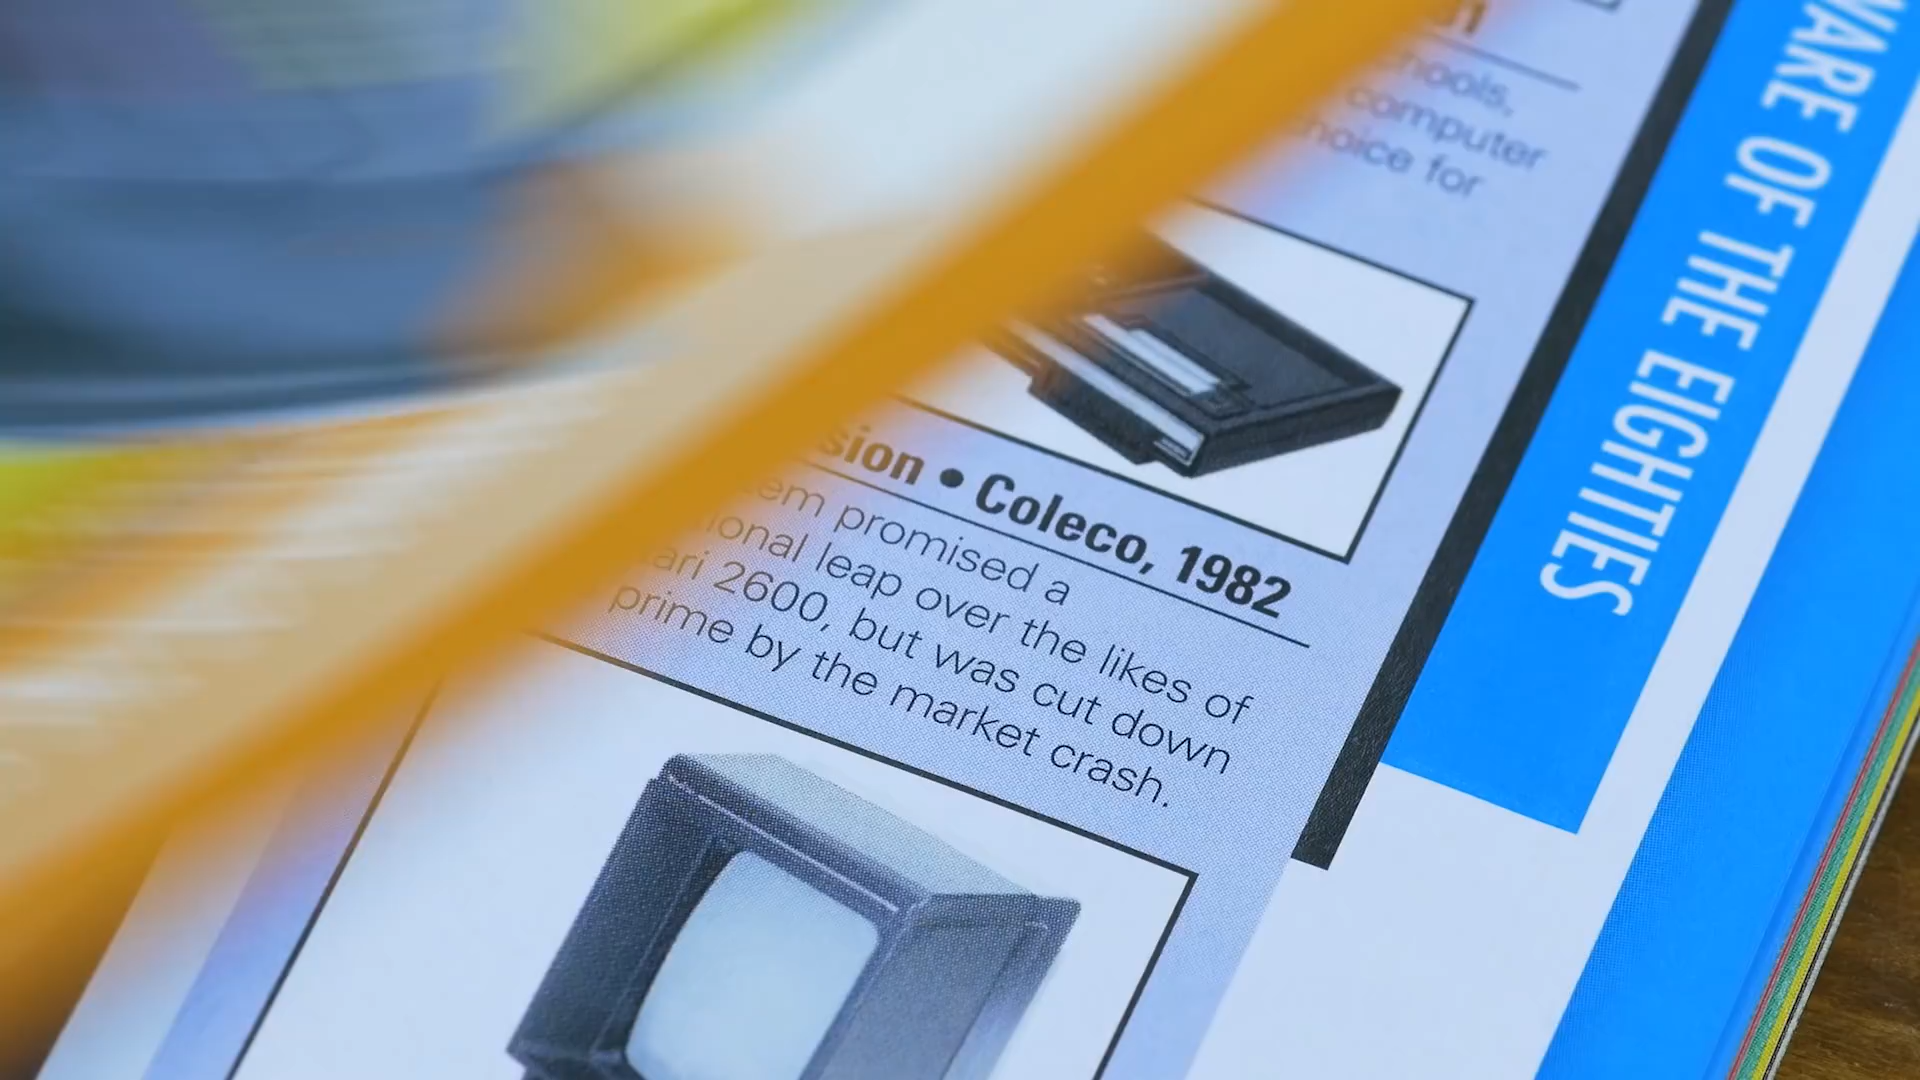 hools,
computer
hoice for
sion • Coleco, 1982
em promised a
ional leap over the likes of
ari 2600, but was cut down
prime by the market crash.
WARE OF THE EIGHTIES